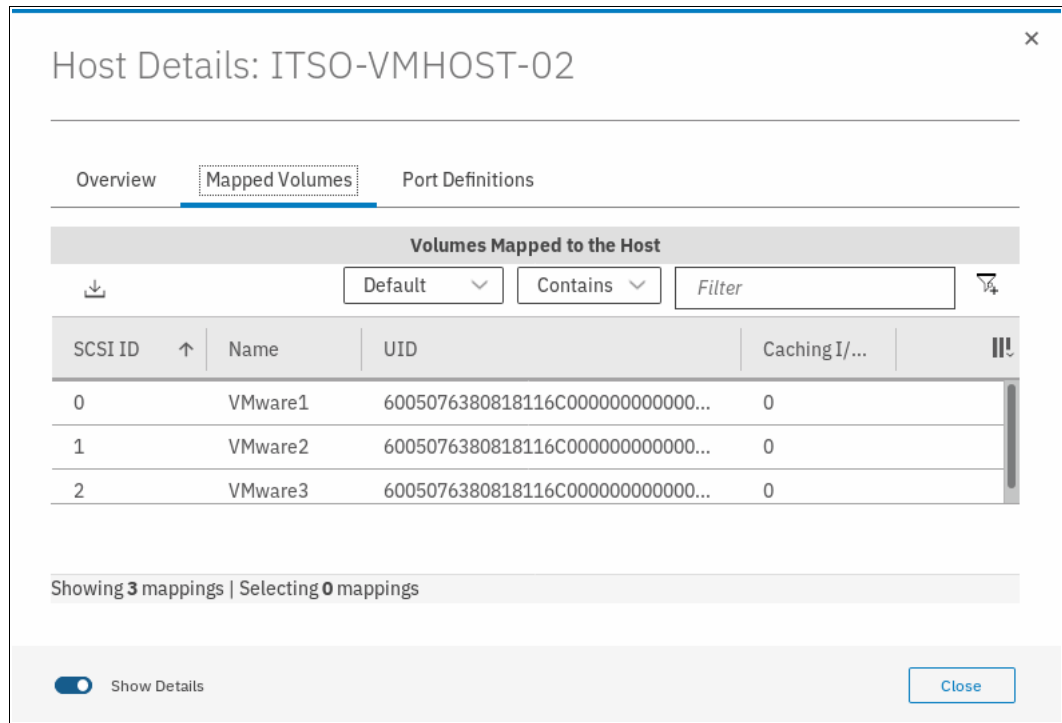 Host Details: ITSO-VMHOST-02
Overview Mapped Volumes Port Definitions
Volumes Mapped to the Host
Default Contains Filter
SCSI ID Name UID Caching I/...
0 VMware1 6005076380818116C000000000000... 0
1 VMware2 6005076380818116C000000000000... 0
2 VMware3 6005076380818116C000000000000... 0
Showing 3 mappings | Selecting 0 mappings
Show Details Close